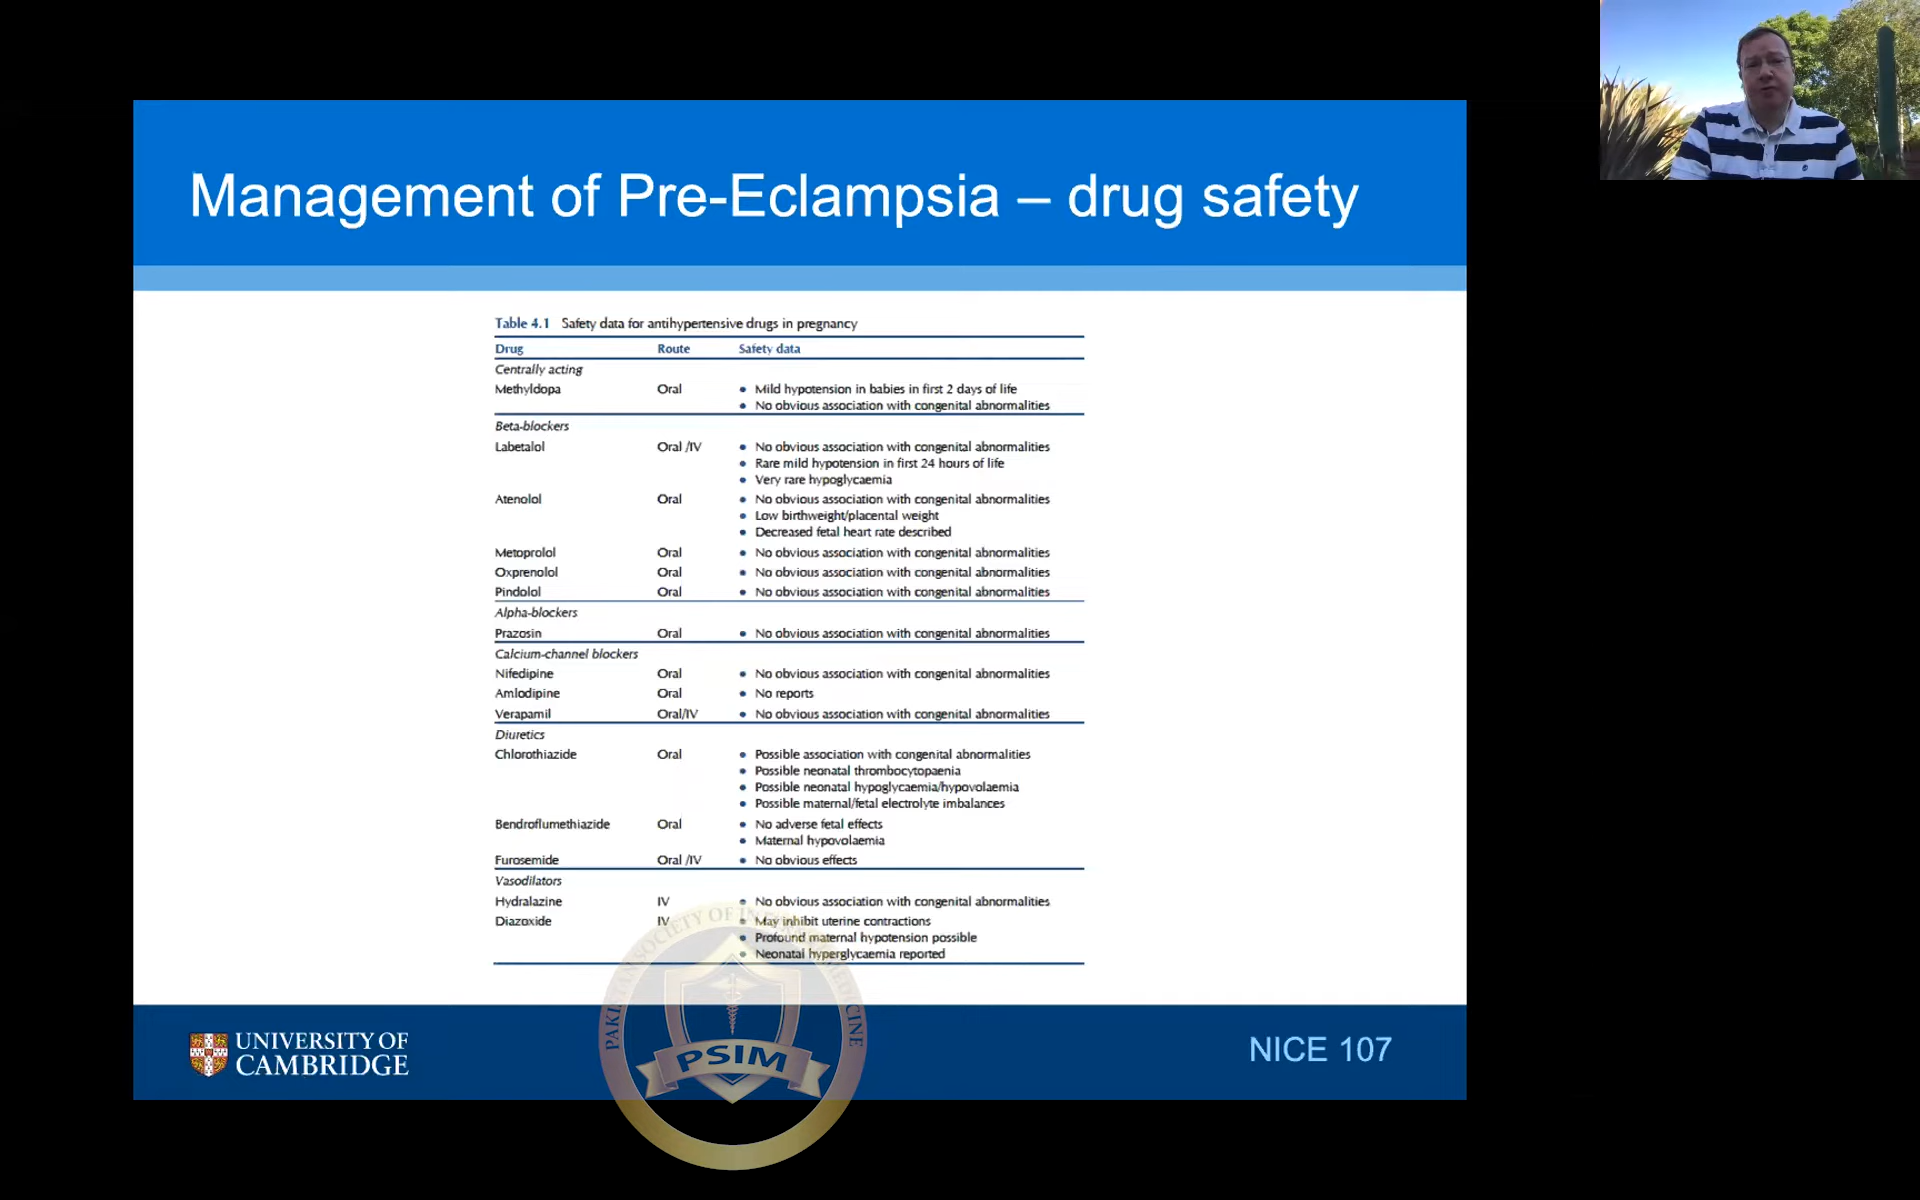 Management of Pre-Eclampsia – drug safety
Table 4.1 Safety data for antihypertensive drugs in pregnancy
Drug Route Safety data
Centrally acting
Methyldopa Oral • Mild hypotension in babies in first 2 days of life
• No obvious association with congenital abnormalities
Beta-blockers
Labetalol Oral /IV • No obvious association with congenital abnormalities
• Rare mild hypotension in first 24 hours of life
• Very rare hypoglycaemia
Atenolol Oral • No obvious association with congenital abnormalities
• Low birthweight/placental weight
• Decreased fetal heart rate described
Metoprolol Oral • No obvious association with congenital abnormalities
Oxprenolol Oral • No obvious association with congenital abnormalities
Pindolol Oral • No obvious association with congenital abnormalities
Alpha-blockers
Prazosin Oral • No obvious association with congenital abnormalities
Calcium-channel blockers
Nifedipine Oral • No obvious association with congenital abnormalities
Amlodipine Oral • No reports
Verapamil Oral/IV • No obvious association with congenital abnormalities
Diuretics
Chlorothiazide Oral • Possible association with congenital abnormalities
• Possible neonatal thrombocytopaenia
• Possible neonatal hypoglycaemia/hypovolaemia
• Possible maternal/fetal electrolyte imbalances
Bendroflumethiazide Oral • No adverse fetal effects
• Maternal hypovolaemia
Furosemide Oral /IV • No obvious effects
Vasodilators
Hydralazine IV • No obvious association with congenital abnormalities
Diazoxide IV • May inhibit uterine contractions
• Profound maternal hypotension possible
• Neonatal hyperglycaemia reported
UNIVERSITY OF
CAMBRIDGE
PAKISTAN SOCIETY OF INTERNAL MEDICINE
PSIM
NICE 107